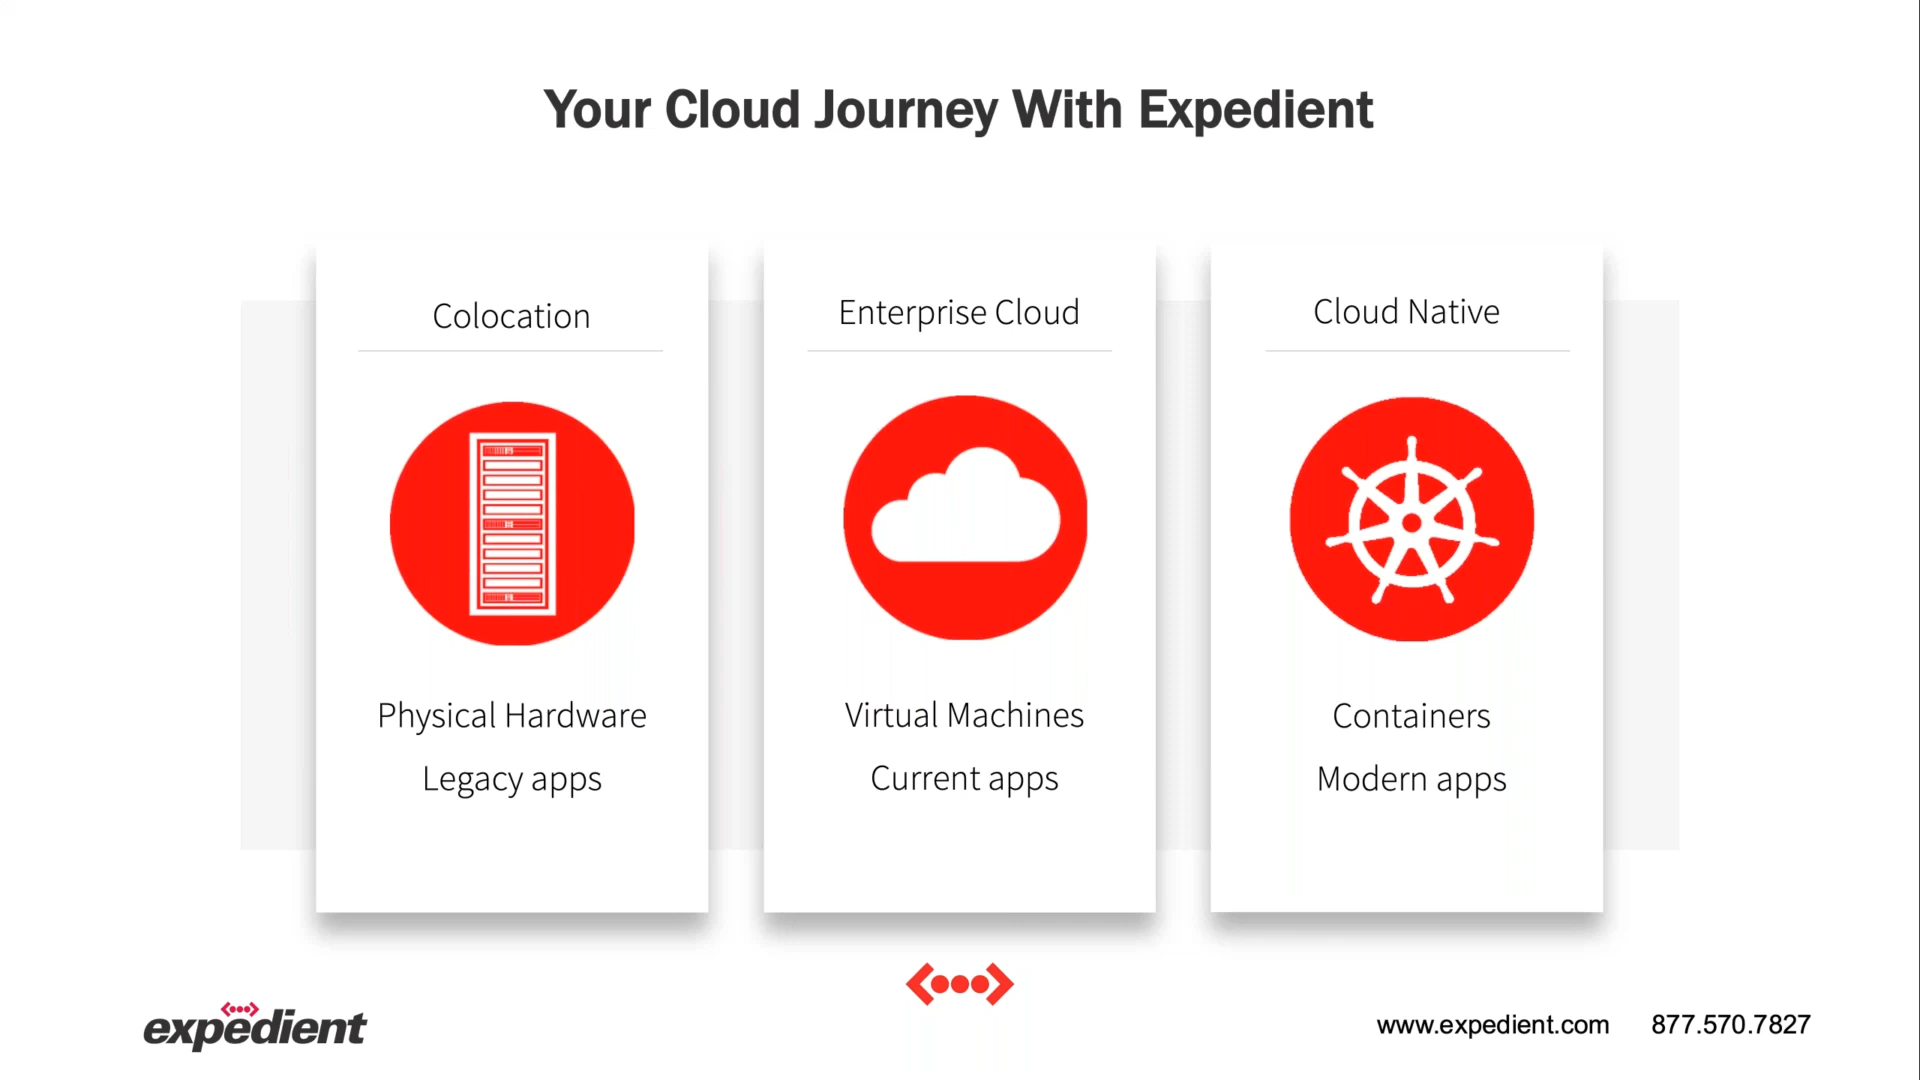 Your Cloud Journey With Expedient
Colocation
Physical Hardware
Legacy apps
Enterprise Cloud
Virtual Machines
Current apps
Cloud Native
Containers
Modern apps
expedient
www.expedient.com 877.570.7827